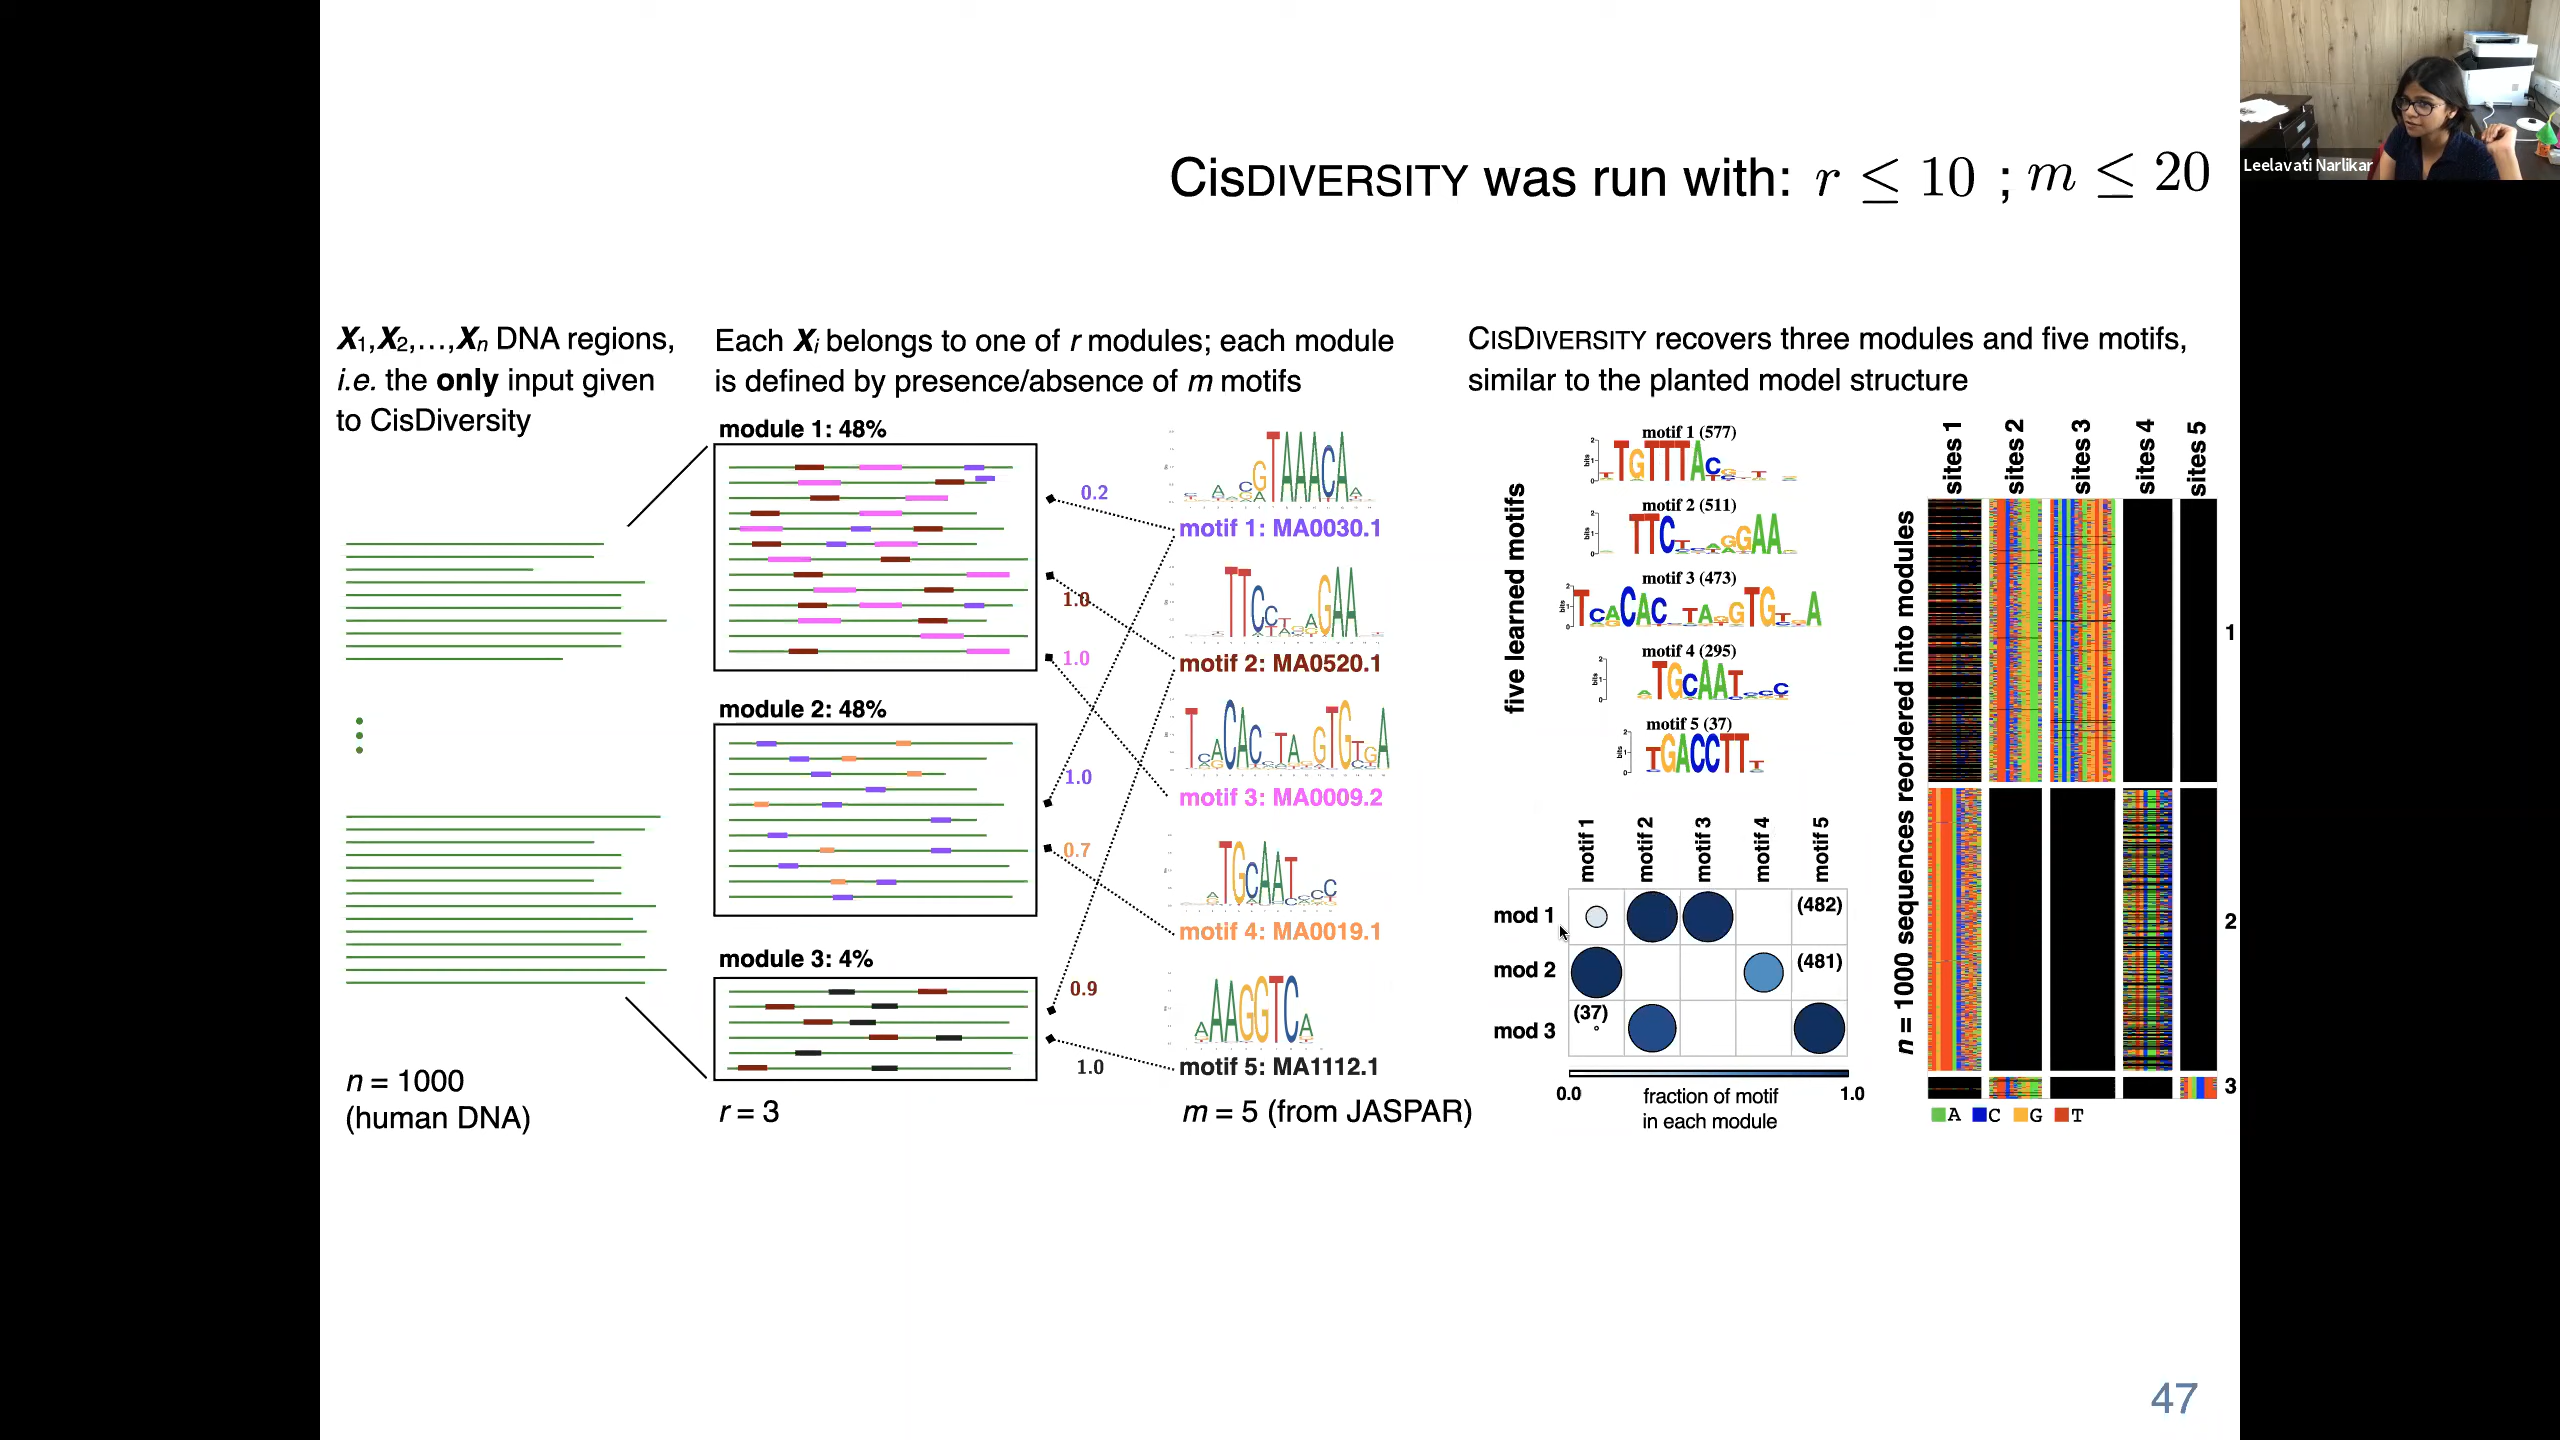 CISDIVERSITY was run with: r ≤ 10 ; m ≤ 20
Leelavati Narlikar
X1,X2,...,Xn DNA regions,
i.e. the only input given
to CisDiversity
n = 1000
(human DNA)
Each Xi belongs to one of r modules; each module
is defined by presence/absence of m motifs
module 1: 48%
module 2: 48%
module 3: 4%
r = 3
0.2
1.0
1.0
1.0
0.7
0.9
1.0
motif 1: MA0030.1
motif 2: MA0520.1
motif 3: MA0009.2
motif 4: MA0019.1
motif 5: MA1112.1
m = 5 (from JASPAR)
CISDIVERSITY recovers three modules and five motifs,
similar to the planted model structure
five learned motifs
motif 1 (577)
motif 2 (511)
motif 3 (473)
motif 4 (295)
motif 5 (37)
motif 1
motif 2
motif 3
motif 4
motif 5
mod 1
(482)
mod 2
(481)
mod 3
(37)
0.0
1.0
fraction of motif
in each module
n = 1000 sequences reordered into modules
sites 1
sites 2
sites 3
sites 4
sites 5
1
2
3
A C G T
47